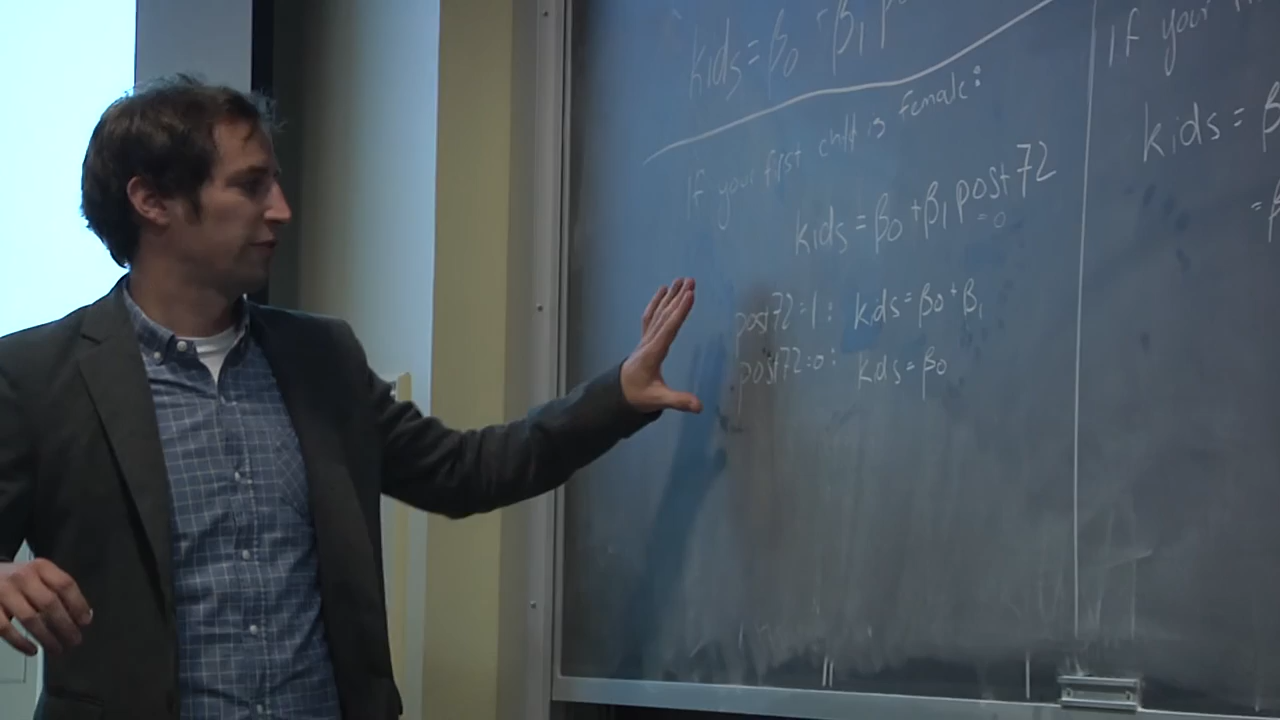 kids = β₀ + β₁ p
If your first child is female:
kids = β₀ + β₁ post72
= 0
post72=1: kids = β₀ + β₁
post72=0: kids = β₀
If your
kids = β
= β